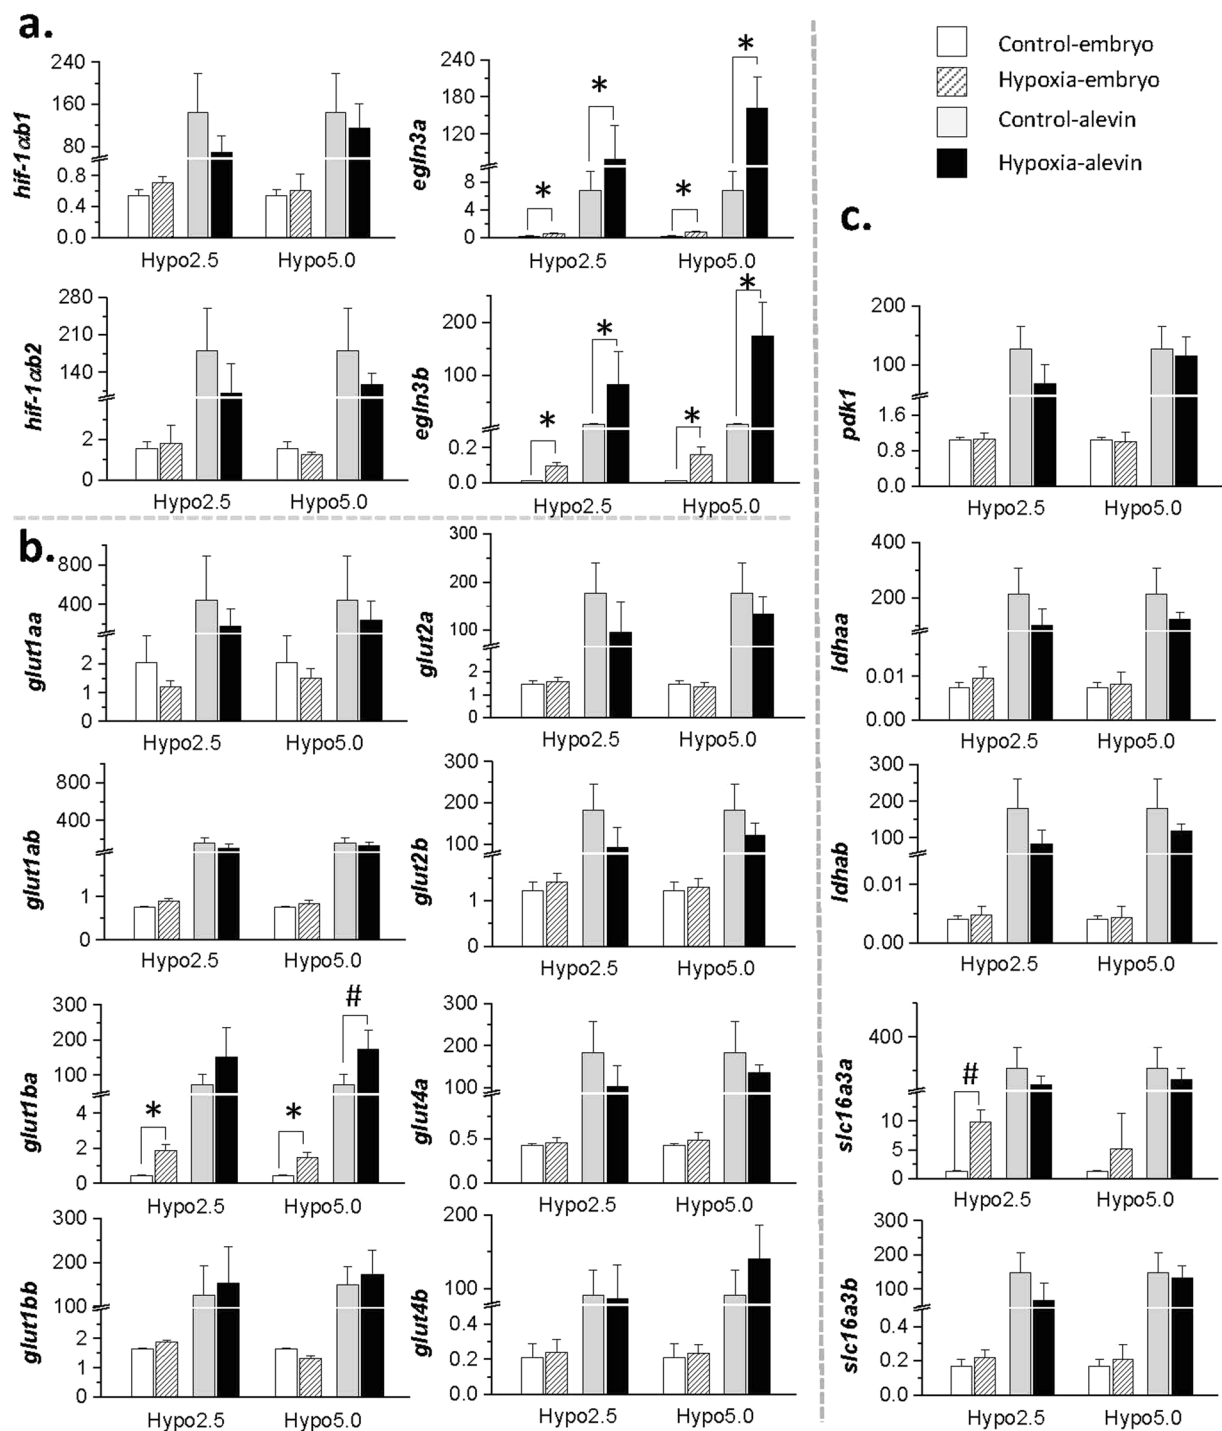 a.
hif-1αb1
240
160
80
0.8
0.4
0.0
Hypo2.5
Hypo5.0
egln3a
240
180
120
8
4
0
*
*
*
*
Hypo2.5
Hypo5.0
hif-1αb2
280
210
140
2
0
Hypo2.5
Hypo5.0
egln3b
200
100
0.2
0.0
*
*
*
*
Hypo2.5
Hypo5.0
b.
glut1aa
800
400
2
1
0
Hypo2.5
Hypo5.0
glut2a
300
200
100
2
1
0
Hypo2.5
Hypo5.0
glut1ab
800
400
1
0
Hypo2.5
Hypo5.0
glut2b
300
200
100
1
0
Hypo2.5
Hypo5.0
glut1ba
300
200
100
4
2
0
*
*
#
Hypo2.5
Hypo5.0
glut4a
300
200
100
0.5
0.0
Hypo2.5
Hypo5.0
glut1bb
300
200
100
2
1
0
Hypo2.5
Hypo5.0
glut4b
200
100
0.4
0.2
0.0
Hypo2.5
Hypo5.0
Control-embryo
Hypoxia-embryo
Control-alevin
Hypoxia-alevin
c.
pdk1
200
100
1.6
0.8
0.0
Hypo2.5
Hypo5.0
ldhaa
400
200
0.01
0.00
Hypo2.5
Hypo5.0
ldhab
300
200
100
0.01
0.00
Hypo2.5
Hypo5.0
slc16a3a
400
10
5
0
#
Hypo2.5
Hypo5.0
slc16a3b
300
200
100
0.4
0.2
0.0
Hypo2.5
Hypo5.0